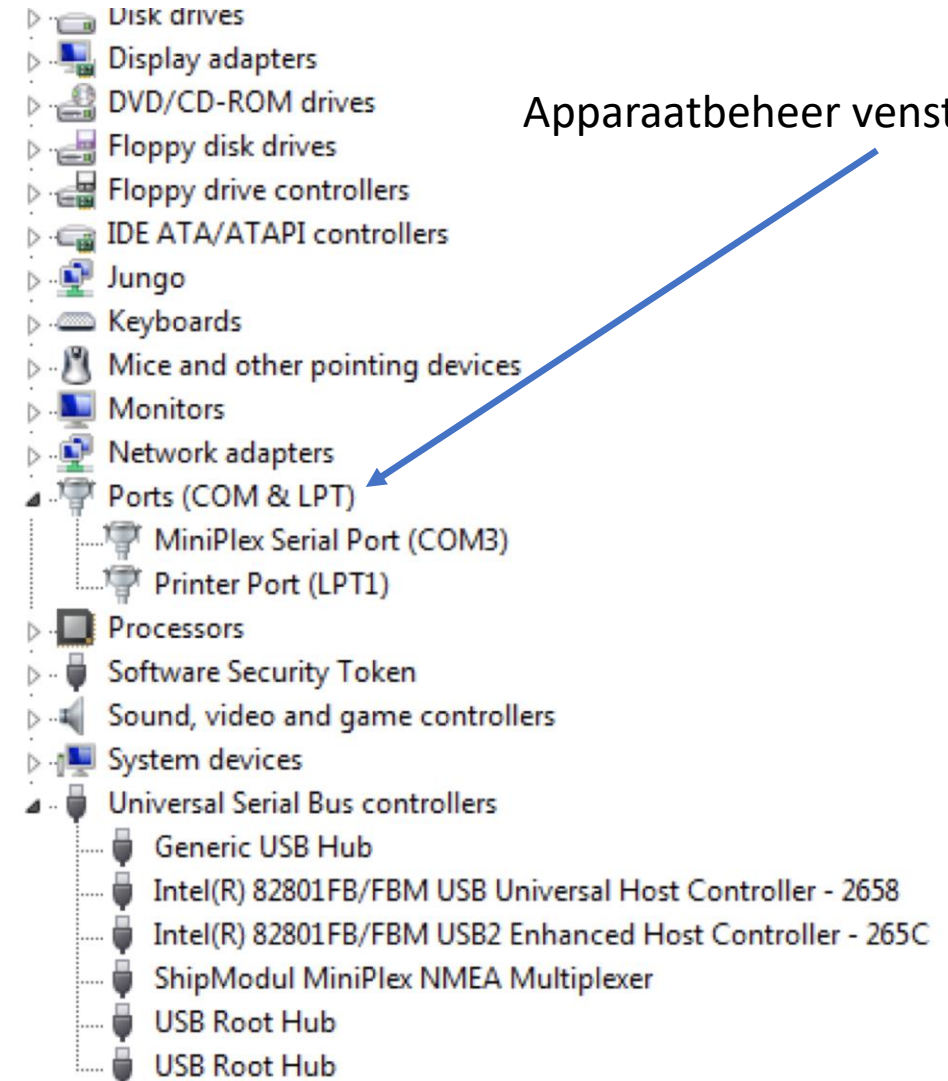 Disk drives
Display adapters
DVD/CD-ROM drives
Apparaatbeheer
Floppy disk drives
Floppy drive controllers
IDE ATA/ATAPI controllers
Jungo
Keyboards
Mice and other pointing devices
Monitors
Network adapters
Ports (COM & LPT)
MiniPlex Serial Port (COM3)
Printer Port (LPT1)
Processors
Software Security Token
Sound, video and game controllers
System devices
Universal Serial Bus controllers
Generic USB Hub
Intel(R) 82801FB/FBM USB Universal Host Controller - 2658
Intel(R) 82801FB/FBM USB2 Enhanced Host Controller - 265C
ShipModul MiniPlex NMEA Multiplexer
USB Root Hub
USB Root Hub